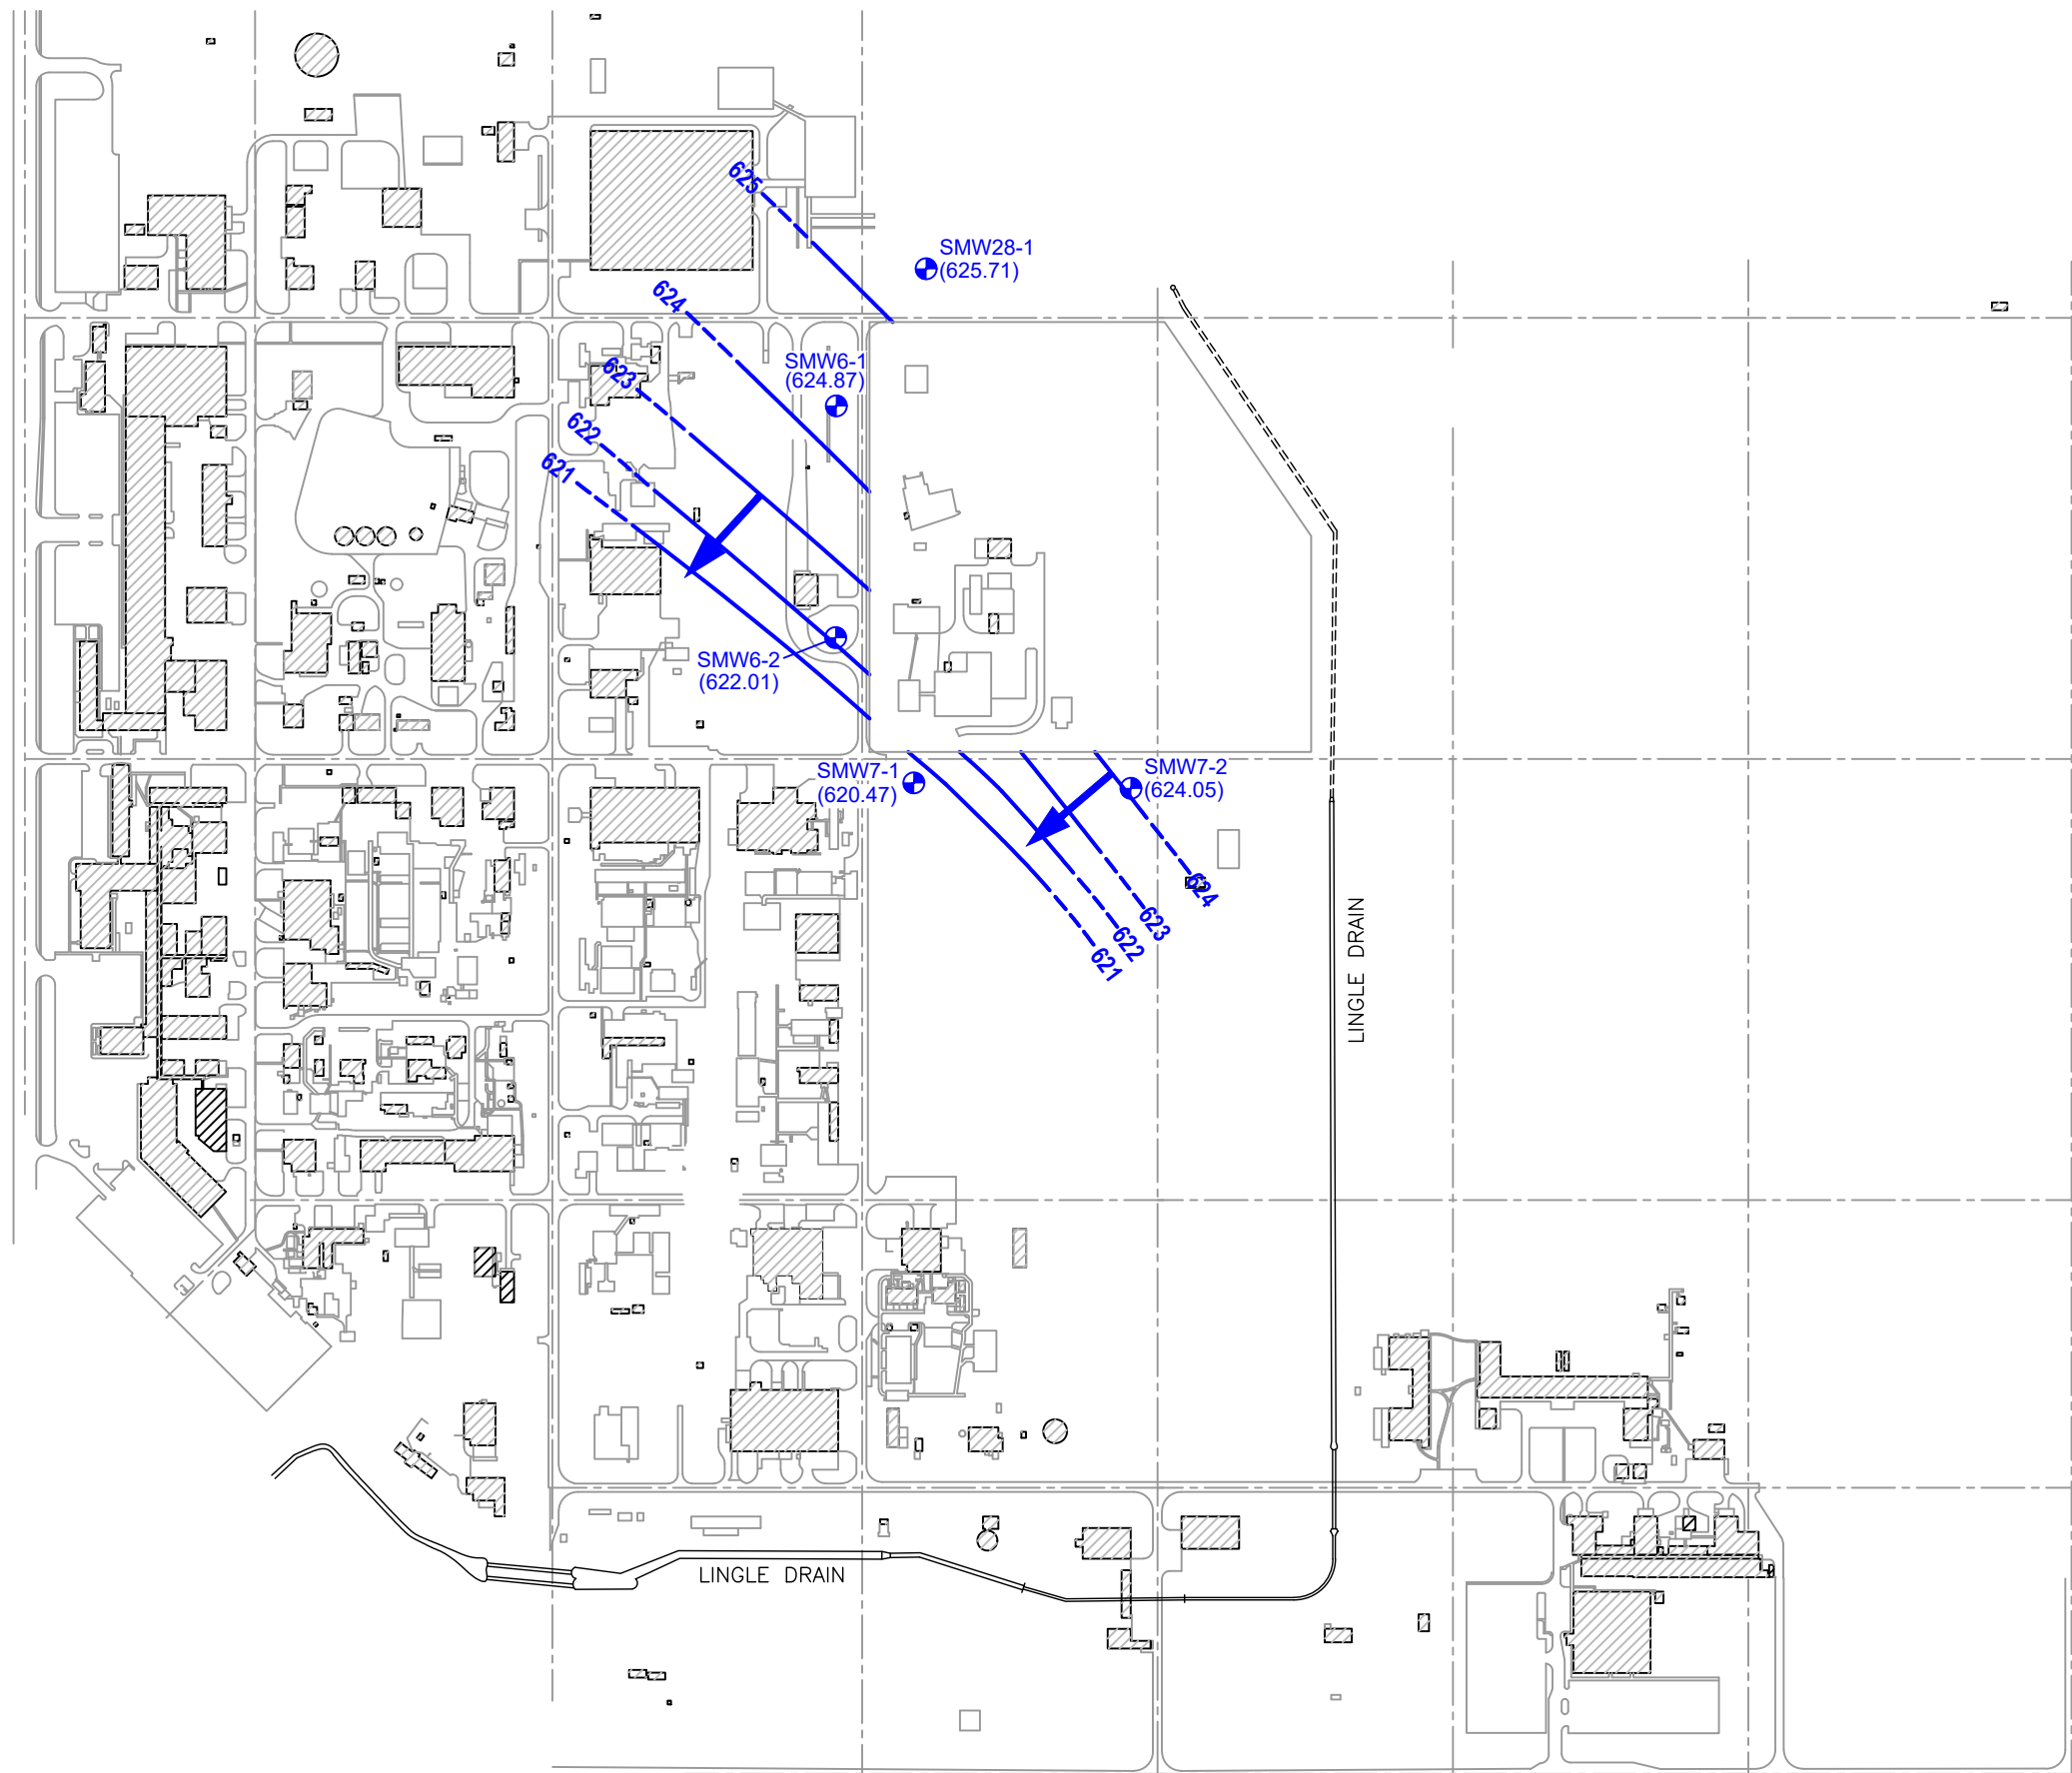 625
SMW28-1
(625.71)
624
SMW6-1
(624.87)
623
622
621
SMW6-2
(622.01)
SMW7-1
(620.47)
SMW7-2
(624.05)
624
623
622
621
LINGLE DRAIN
LINGLE DRAIN